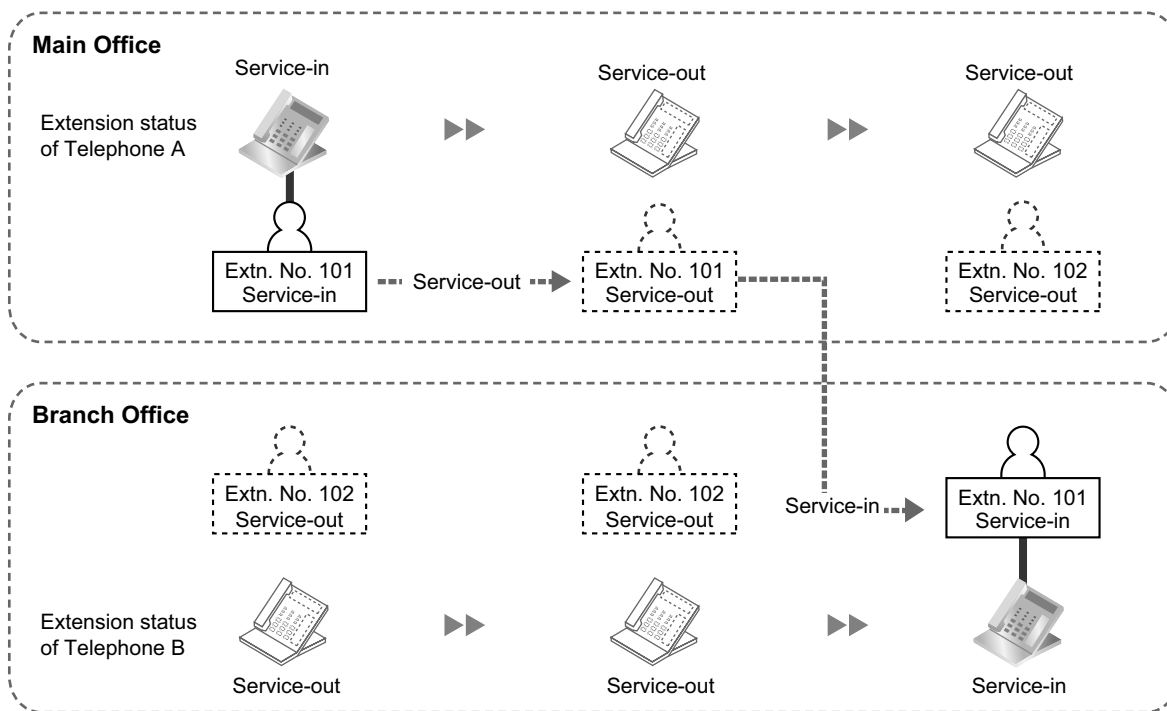 Main Office
Service-in
Service-out
Service-out
Extension status
of Telephone A
Extn. No. 101
Service-in
Service-out
Extn. No. 101
Service-out
Extn. No. 102
Service-out
Branch Office
Extn. No. 102
Service-out
Extn. No. 102
Service-out
Service-in
Extn. No. 101
Service-in
Extension status
of Telephone B
Service-out
Service-out
Service-in